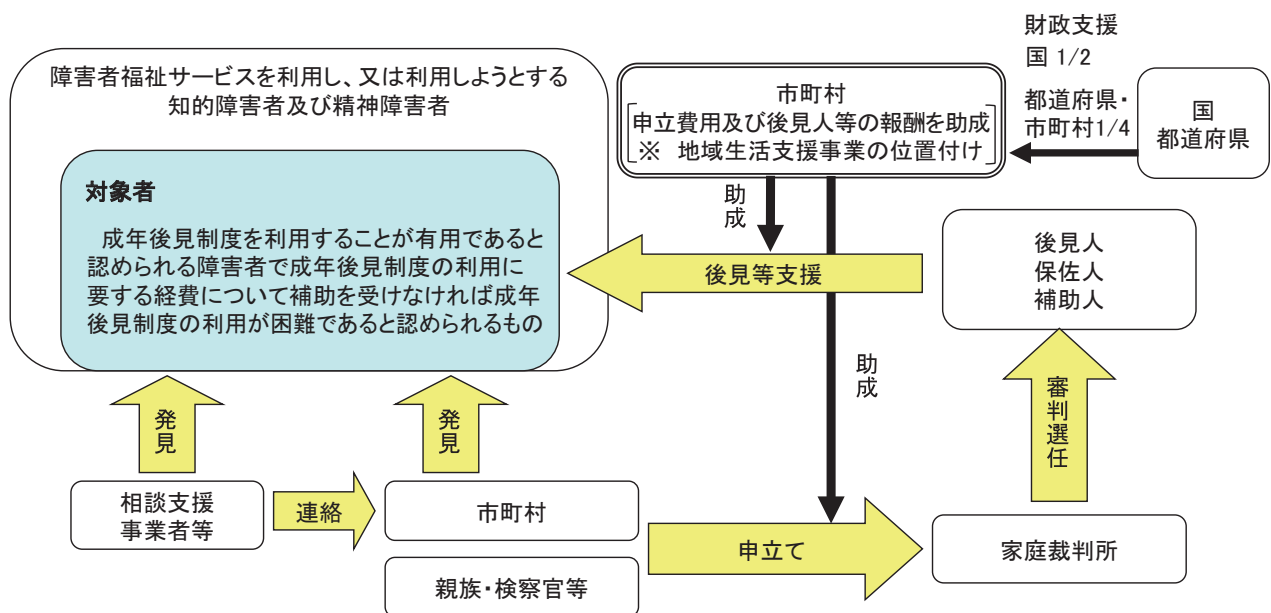 障害者福祉サービスを利用し、又は利用しようとする
知的障害者及び精神障害者
対象者
成年後見制度を利用することが有用であると
認められる障害者で成年後見制度の利用に
要する経費について補助を受けなければ成年
後見制度の利用が困難であると認められるもの
市町村
申立費用及び後見人等の報酬を助成
※ 地域生活支援事業の位置付け
財政支援
国 1/2
都道府県・
市町村1/4
国
都道府県
助成
後見等支援
後見人
保佐人
補助人
助成
審判選任
発見
発見
相談支援
事業者等
連絡
市町村
親族・検察官等
申立て
家庭裁判所